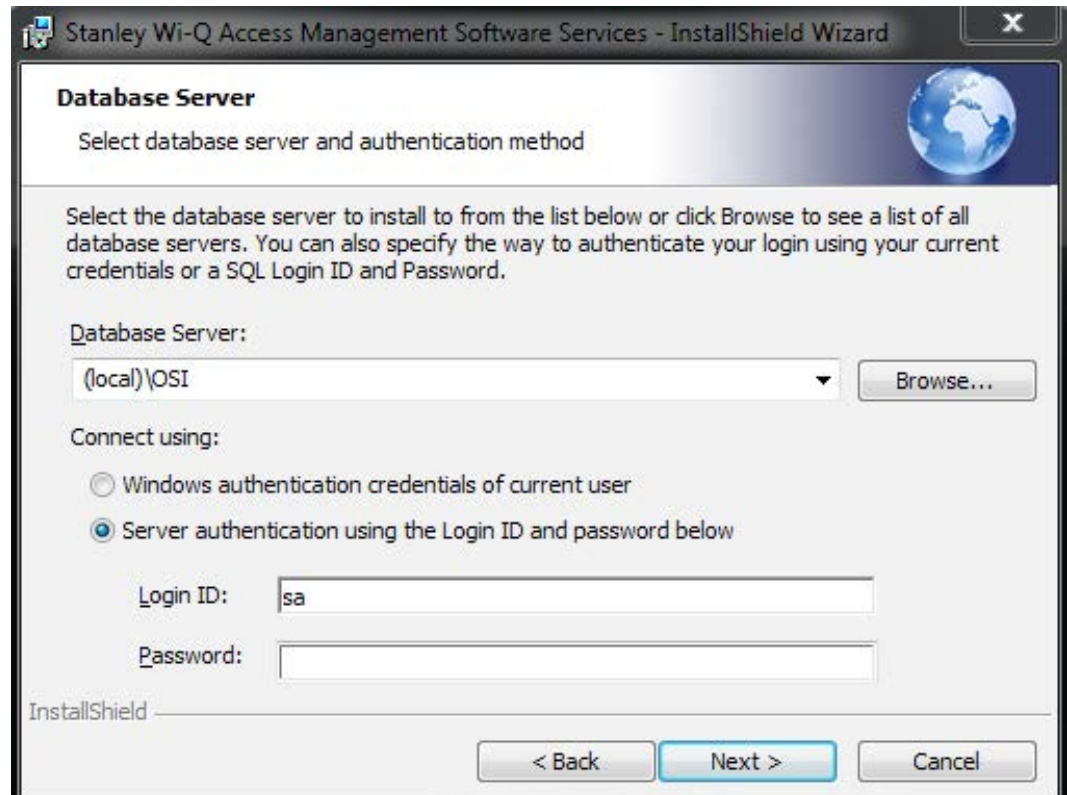 Stanley Wi-Q Access Management Software Services - InstallShield Wizard
Database Server
Select database server and authentication method
Select the database server to install to from the list below or click Browse to see a list of all
database servers. You can also specify the way to authenticate your login using your current
credentials or a SQL Login ID and Password.
Database Server:
(local)\OSI
Browse...
Connect using:
Windows authentication credentials of current user
Server authentication using the Login ID and password below
Login ID:
sa
Password:
InstallShield
< Back
Next >
Cancel